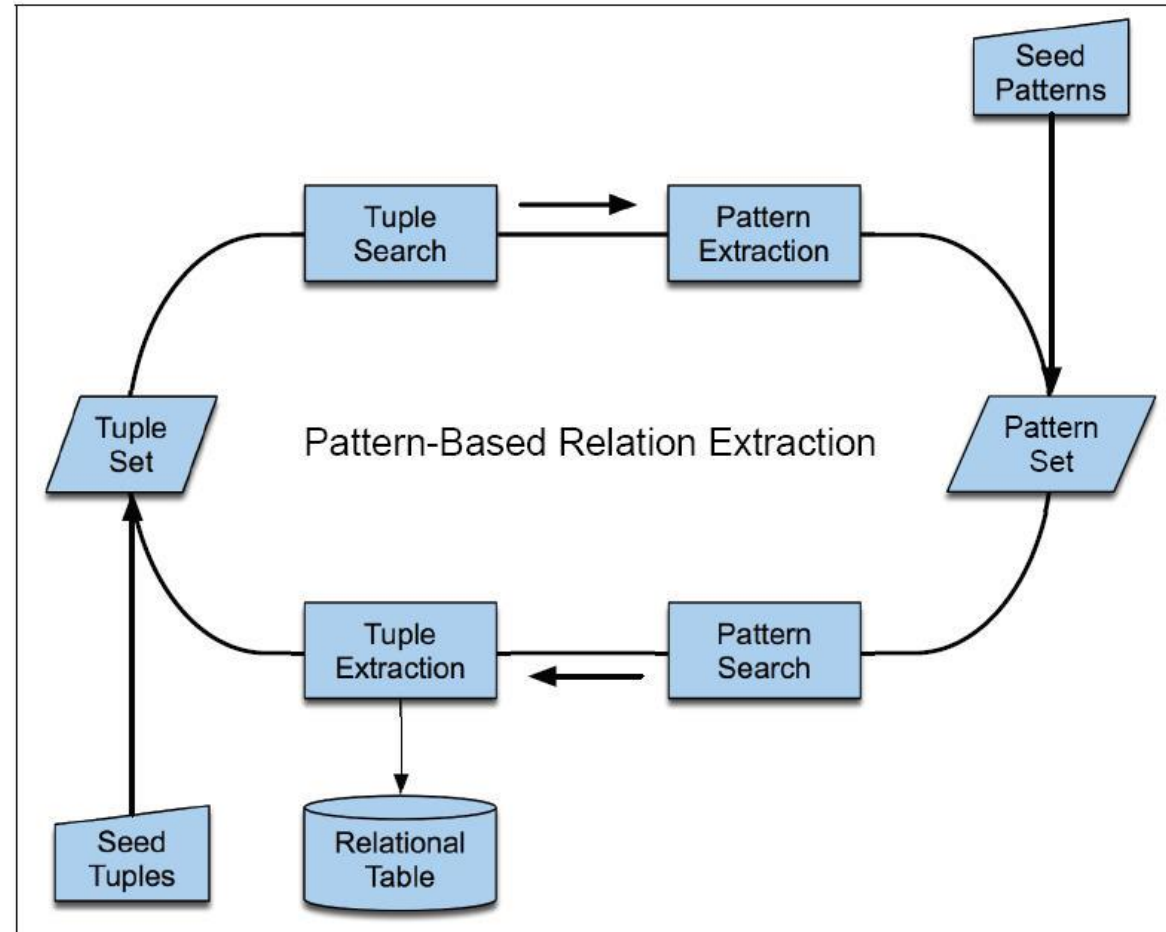 Seed
Patterns
Tuple
Search
Pattern
Extraction
Tuple
Set
Pattern-Based Relation Extraction
Pattern
Set
Tuple
Extraction
Pattern
Search
Seed
Tuples
Relational
Table